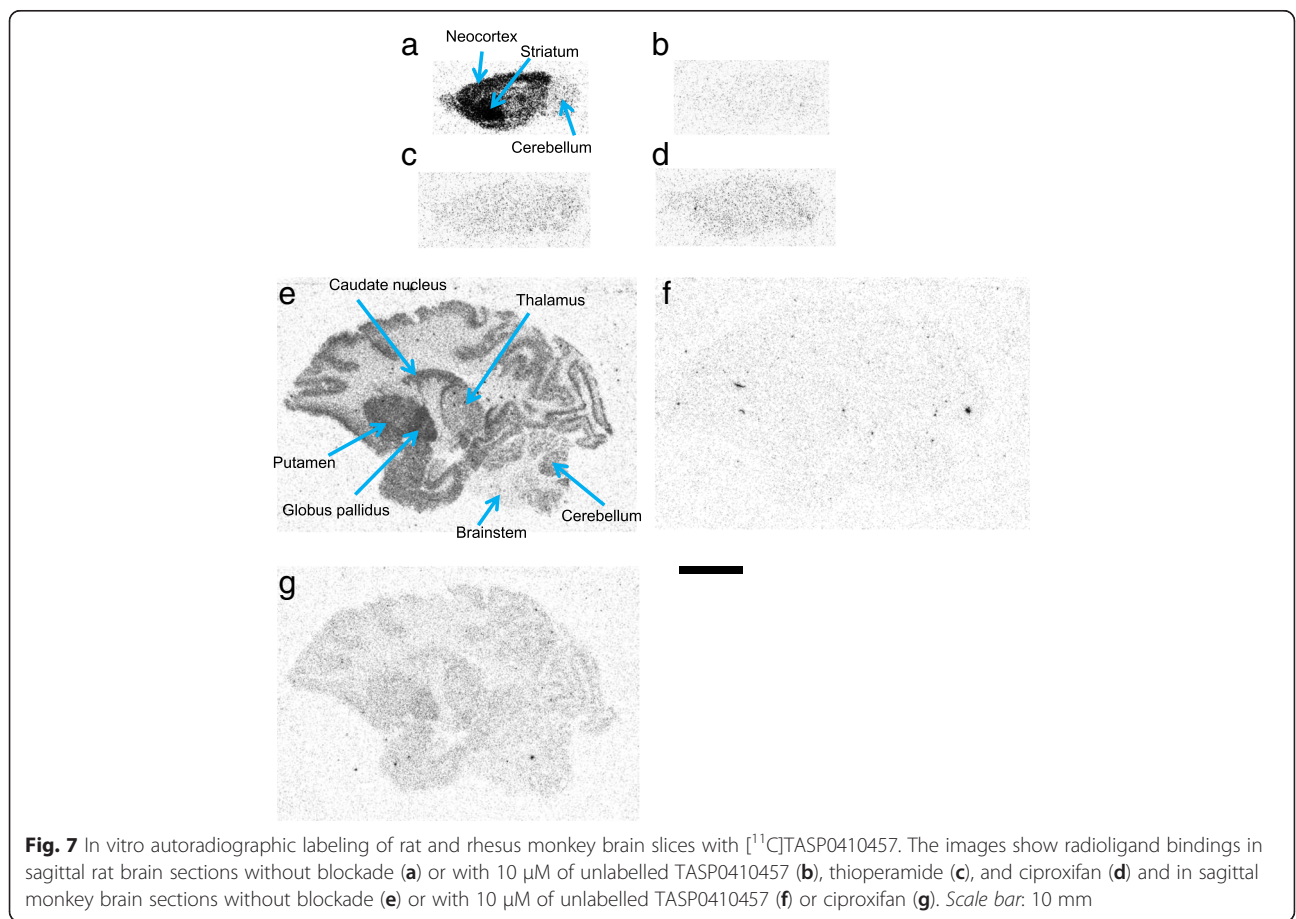 a
Neocortex
Striatum
Cerebellum
b
c
d
e
Caudate nucleus
Thalamus
Putamen
Globus pallidus
Brainstem
Cerebellum
f
g
Fig. 7 In vitro autoradiographic labeling of rat and rhesus monkey brain slices with [¹¹C]TASP0410457. The images show radioligand bindings in
sagittal rat brain sections without blockade (a) or with 10 μM of unlabelled TASP0410457 (b), thioperamide (c), and ciproxifan (d) and in sagittal
monkey brain sections without blockade (e) or with 10 μM of unlabelled TASP0410457 (f) or ciproxifan (g). Scale bar: 10 mm